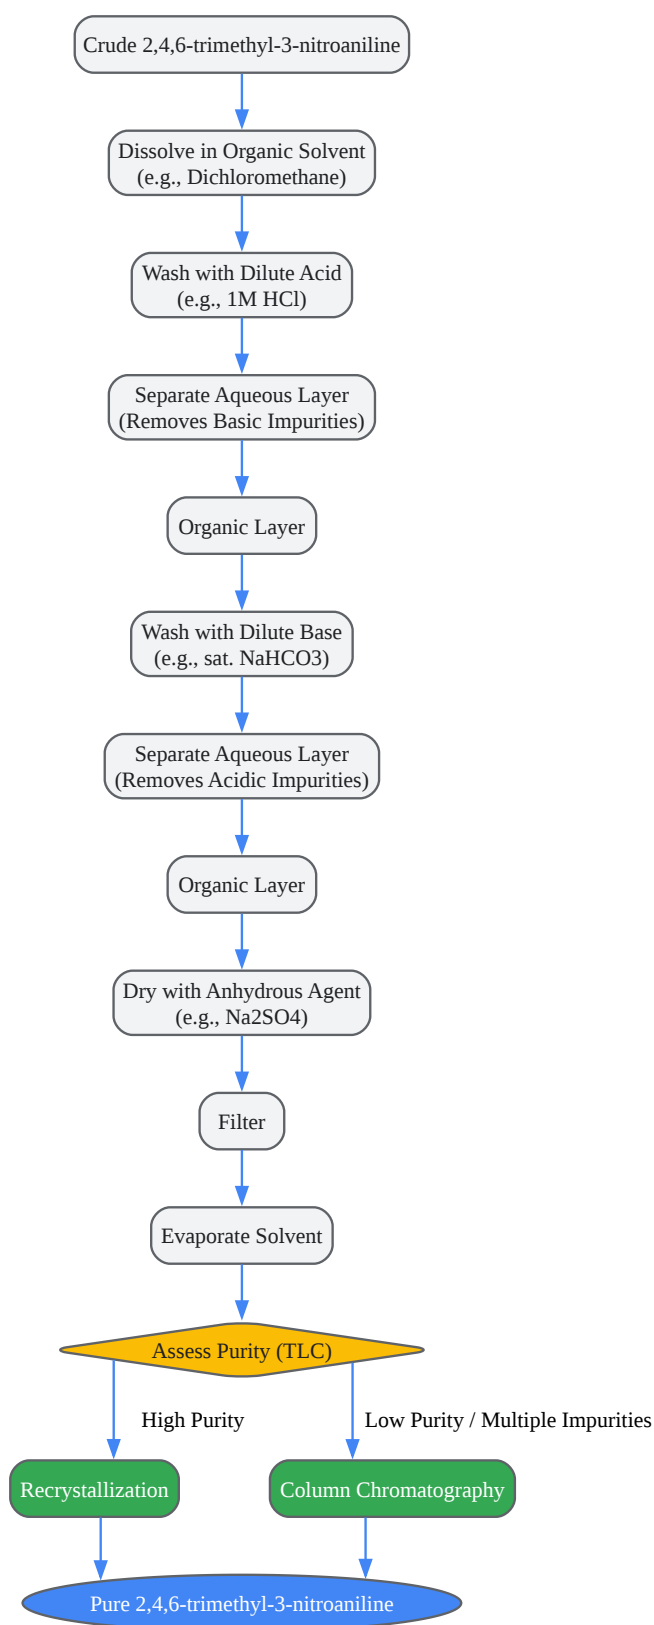 Crude 2,4,6-trimethyl-3-nitroaniline
Dissolve in Organic Solvent
(e.g., Dichloromethane)
Wash with Dilute Acid
(e.g., 1M HCl)
Separate Aqueous Layer
(Removes Basic Impurities)
Organic Layer
Wash with Dilute Base
(e.g., sat. NaHCO3)
Separate Aqueous Layer
(Removes Acidic Impurities)
Organic Layer
Dry with Anhydrous Agent
(e.g., Na2SO4)
Filter
Evaporate Solvent
Assess Purity (TLC)
High Purity
Low Purity / Multiple Impurities
Recrystallization
Column Chromatography
Pure 2,4,6-trimethyl-3-nitroaniline